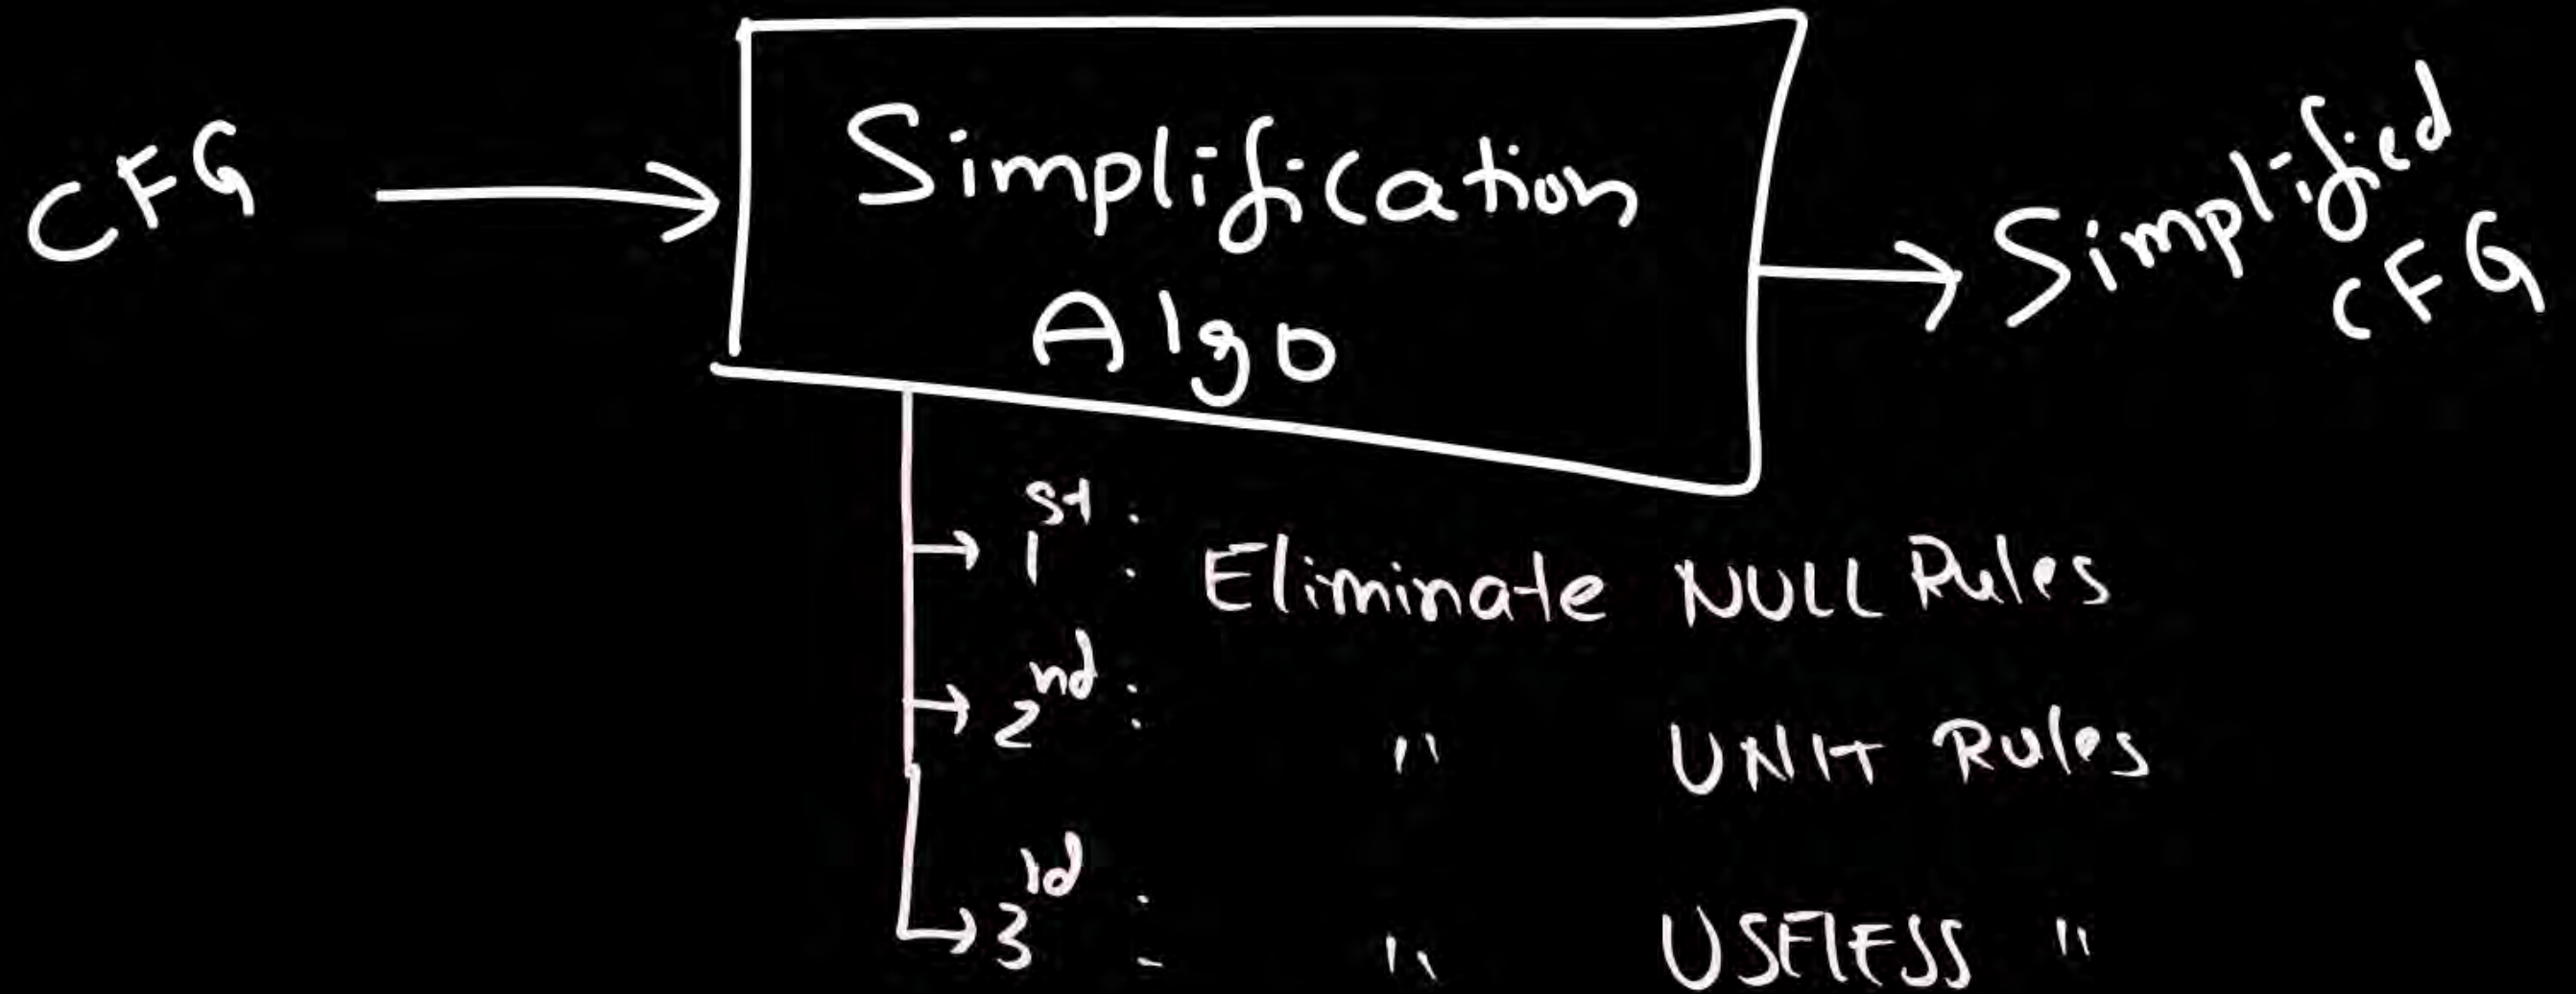 CFG → Simplification Algo → Simplified CFG
1st : Eliminate NULL Rules
2nd : " UNIT Rules
3rd : " USELESS "